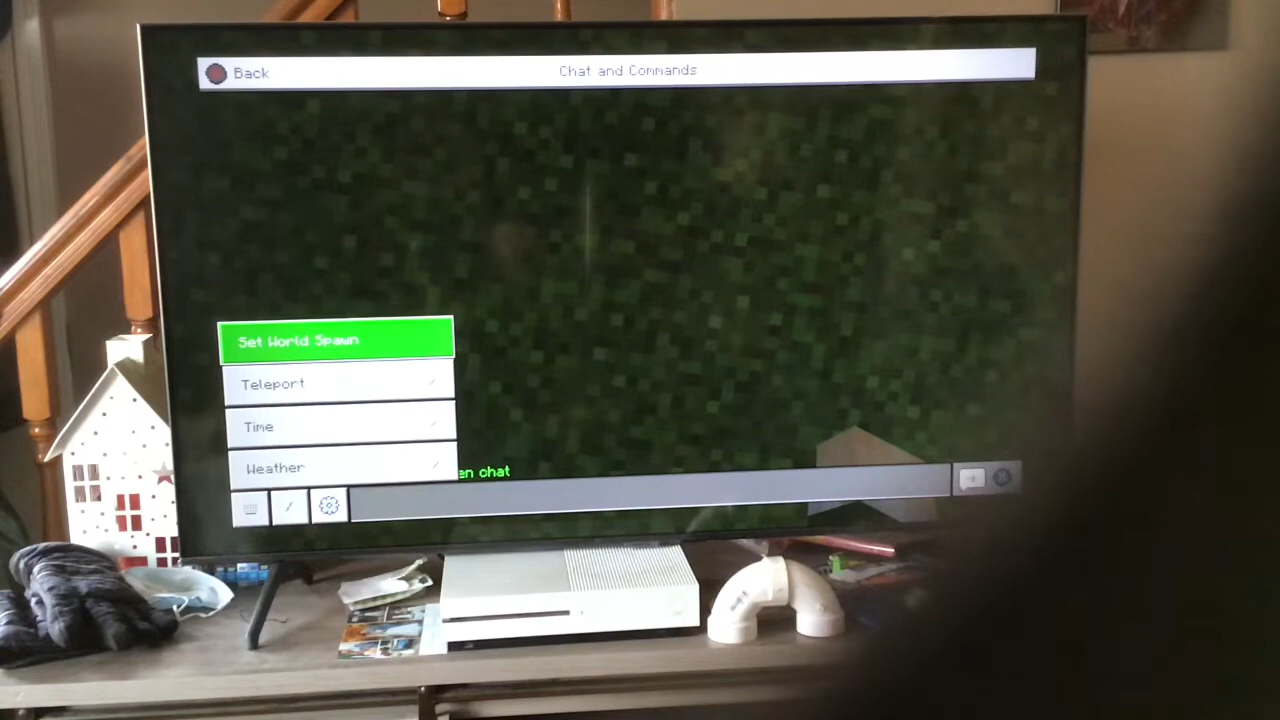 Back
Chat and Commands
Set World Spawn
Teleport /
Time /
Weather /
en chat
/